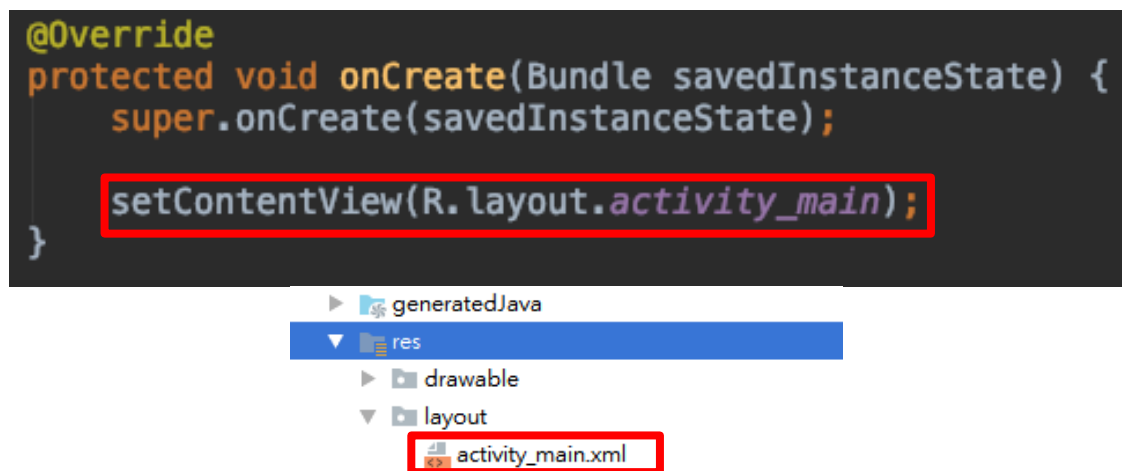 @Override
protected void onCreate(Bundle savedInstanceState) {
super.onCreate(savedInstanceState);
setContentView(R.layout.activity_main);
}
generatedJava
res
drawable
layout
activity_main.xml